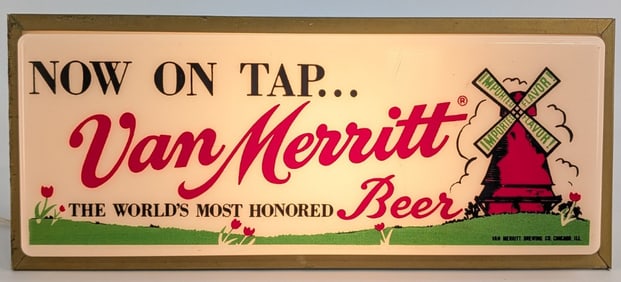 NOW ON TAP...
Van Merritt®
THE WORLD'S MOST HONORED Beer
IMPORTED FLAVOR!
IMPORTED FLAVOR!
VAN MERRITT BREWING CO. CHICAGO, ILL.